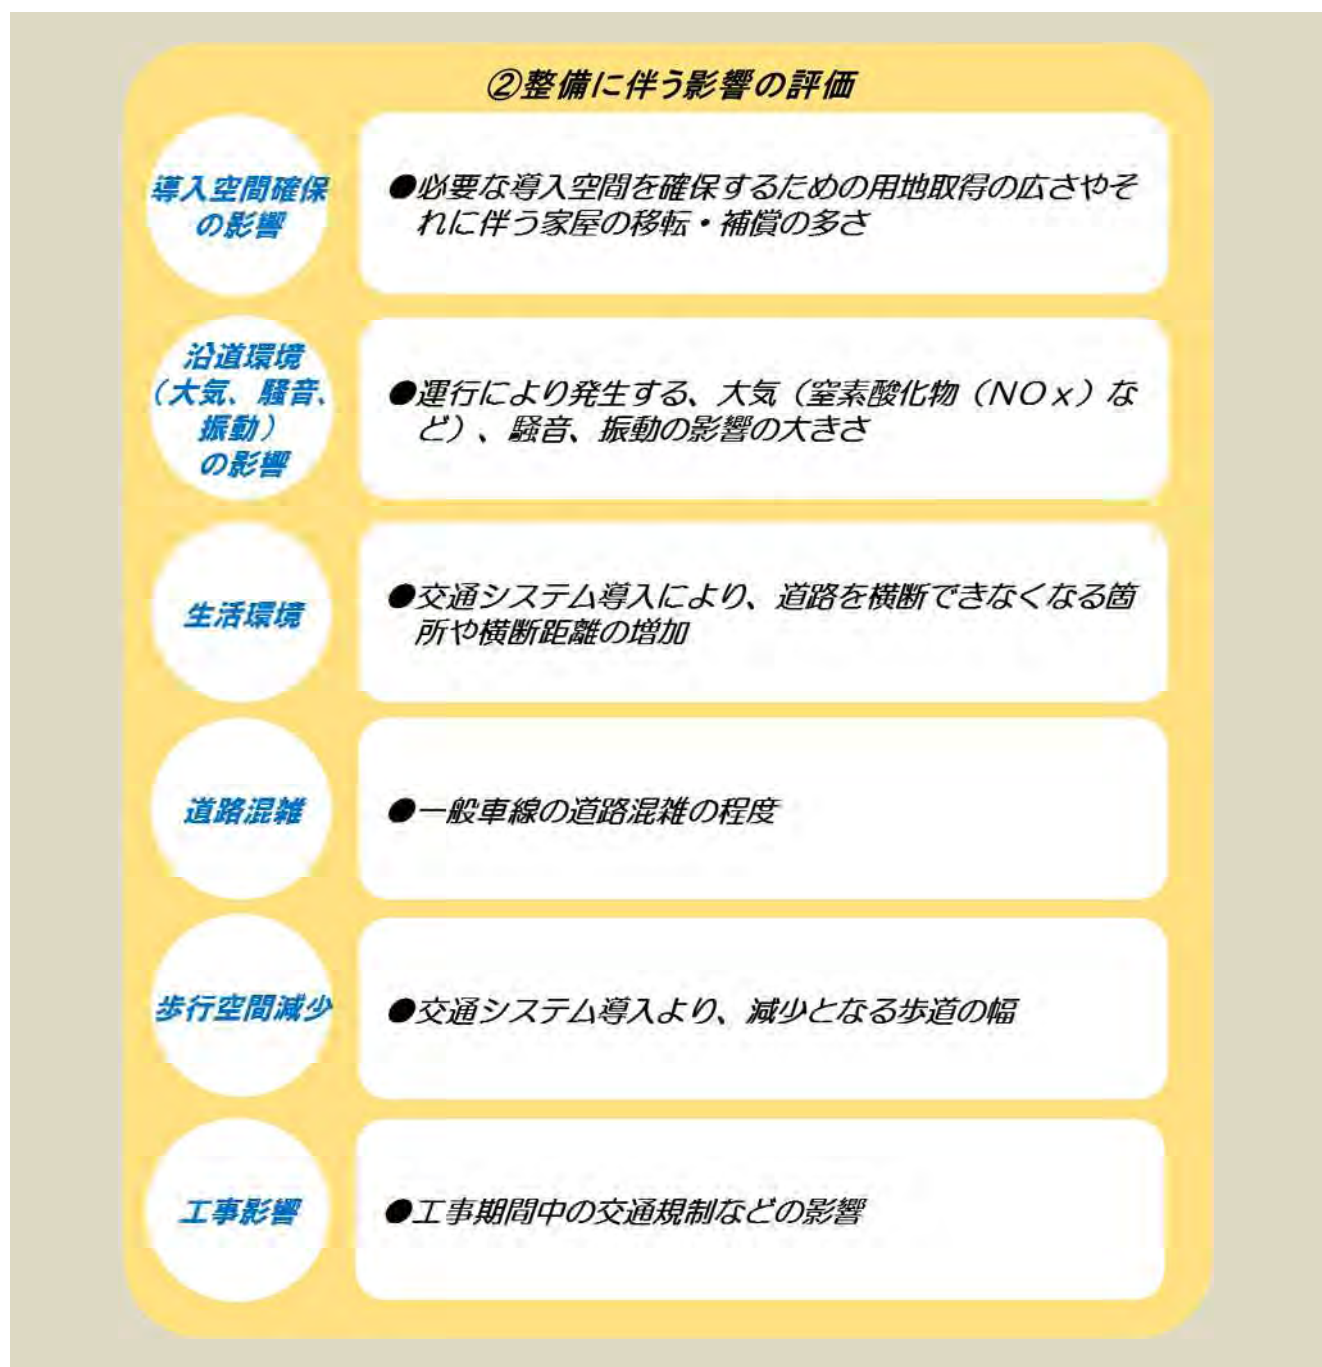 ②整備に伴う影響の評価
導入空間確保
の影響
●必要な導入空間を確保するための用地取得の広さやそ
れに伴う家屋の移転・補償の多さ
沿道環境
（大気、騒音、
振動）
の影響
●運行により発生する、大気（窒素酸化物（NOｘ）な
ど）、騒音、振動の影響の大きさ
生活環境
●交通システム導入により、道路を横断できなくなる箇
所や横断距離の増加
道路混雑
●一般車線の道路混雑の程度
歩行空間減少
●交通システム導入より、減少となる歩道の幅
工事影響
●工事期間中の交通規制などの影響